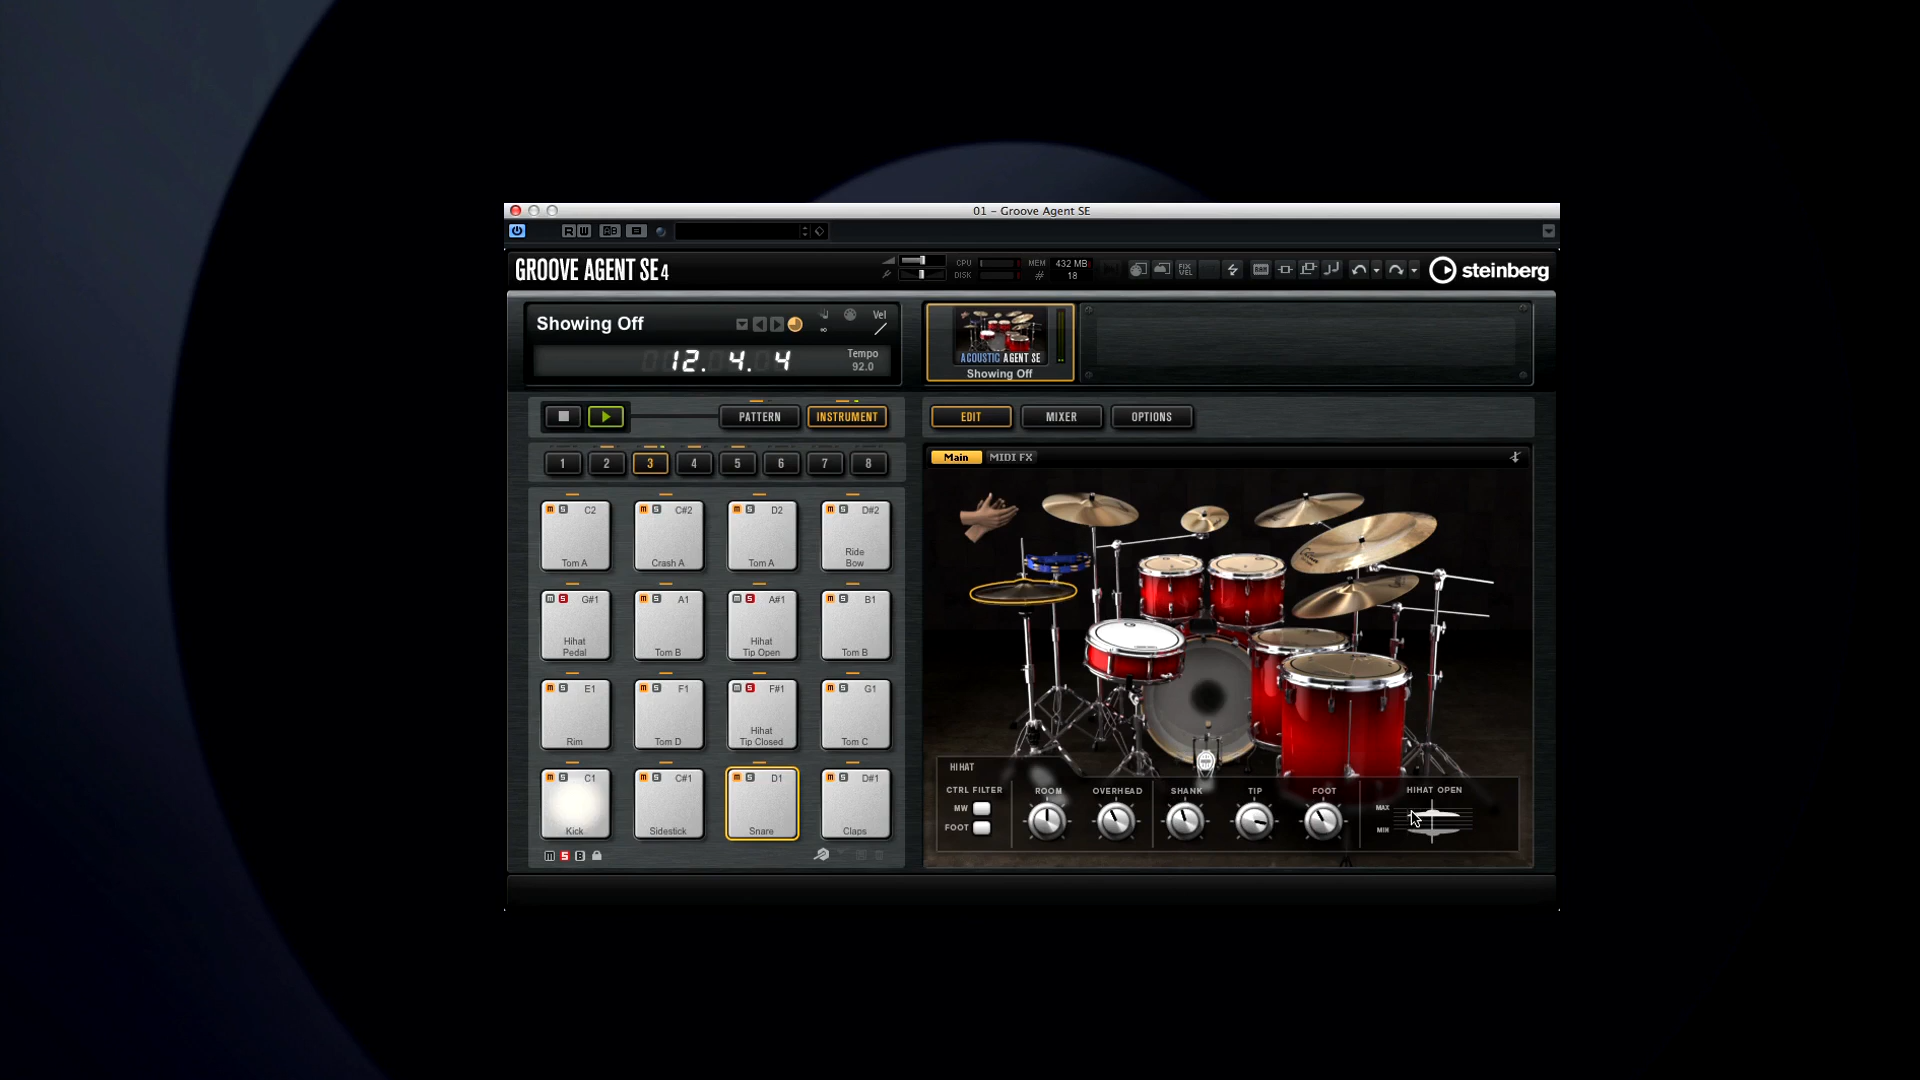 01 - Groove Agent SE
R W
GROOVE AGENT SE4
CPU
DISK
MEM 432 MB
# 18
FIX VEL
steinberg
Showing Off
Vel
12. 4. 4
Tempo
92.0
ACOUSTIC AGENT SE
Showing Off
PATTERN
INSTRUMENT
EDIT
MIXER
OPTIONS
1 2 3 4 5 6 7 8
Main
MIDI FX
M S C2
Tom A
M S C#2
Crash A
M S D2
Tom A
M S D#2
Ride
Bow
M S G#1
Hihat
Pedal
M S A1
Tom B
M S A#1
Hihat
Tip Open
M S B1
Tom B
M S E1
Rim
M S F1
Tom D
M S F#1
Hihat
Tip Closed
M S G1
Tom C
M S C1
Kick
M S C#1
Sidestick
M S D1
Snare
M S D#1
Claps
M S B
HIHAT
CTRL FILTER
MW
FOOT
ROOM
OVERHEAD
SHANK
TIP
FOOT
HIHAT OPEN
MAX
MIN